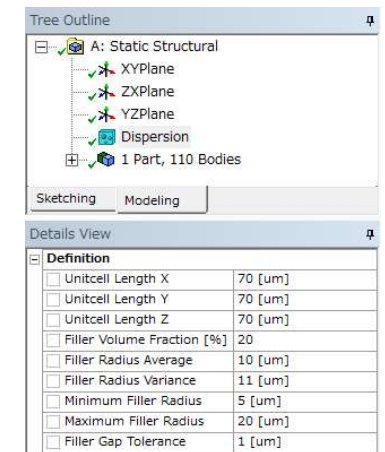 Tree Outline
A: Static Structural
XYPlane
ZXPlane
YZPlane
Dispersion
1 Part, 110 Bodies
Sketching Modeling
Details View
Definition
Unitcell Length X 70 [um]
Unitcell Length Y 70 [um]
Unitcell Length Z 70 [um]
Filler Volume Fraction [%] 20
Filler Radius Average 10 [um]
Filler Radius Variance 11 [um]
Minimum Filler Radius 5 [um]
Maximum Filler Radius 20 [um]
Filler Gap Tolerance 1 [um]